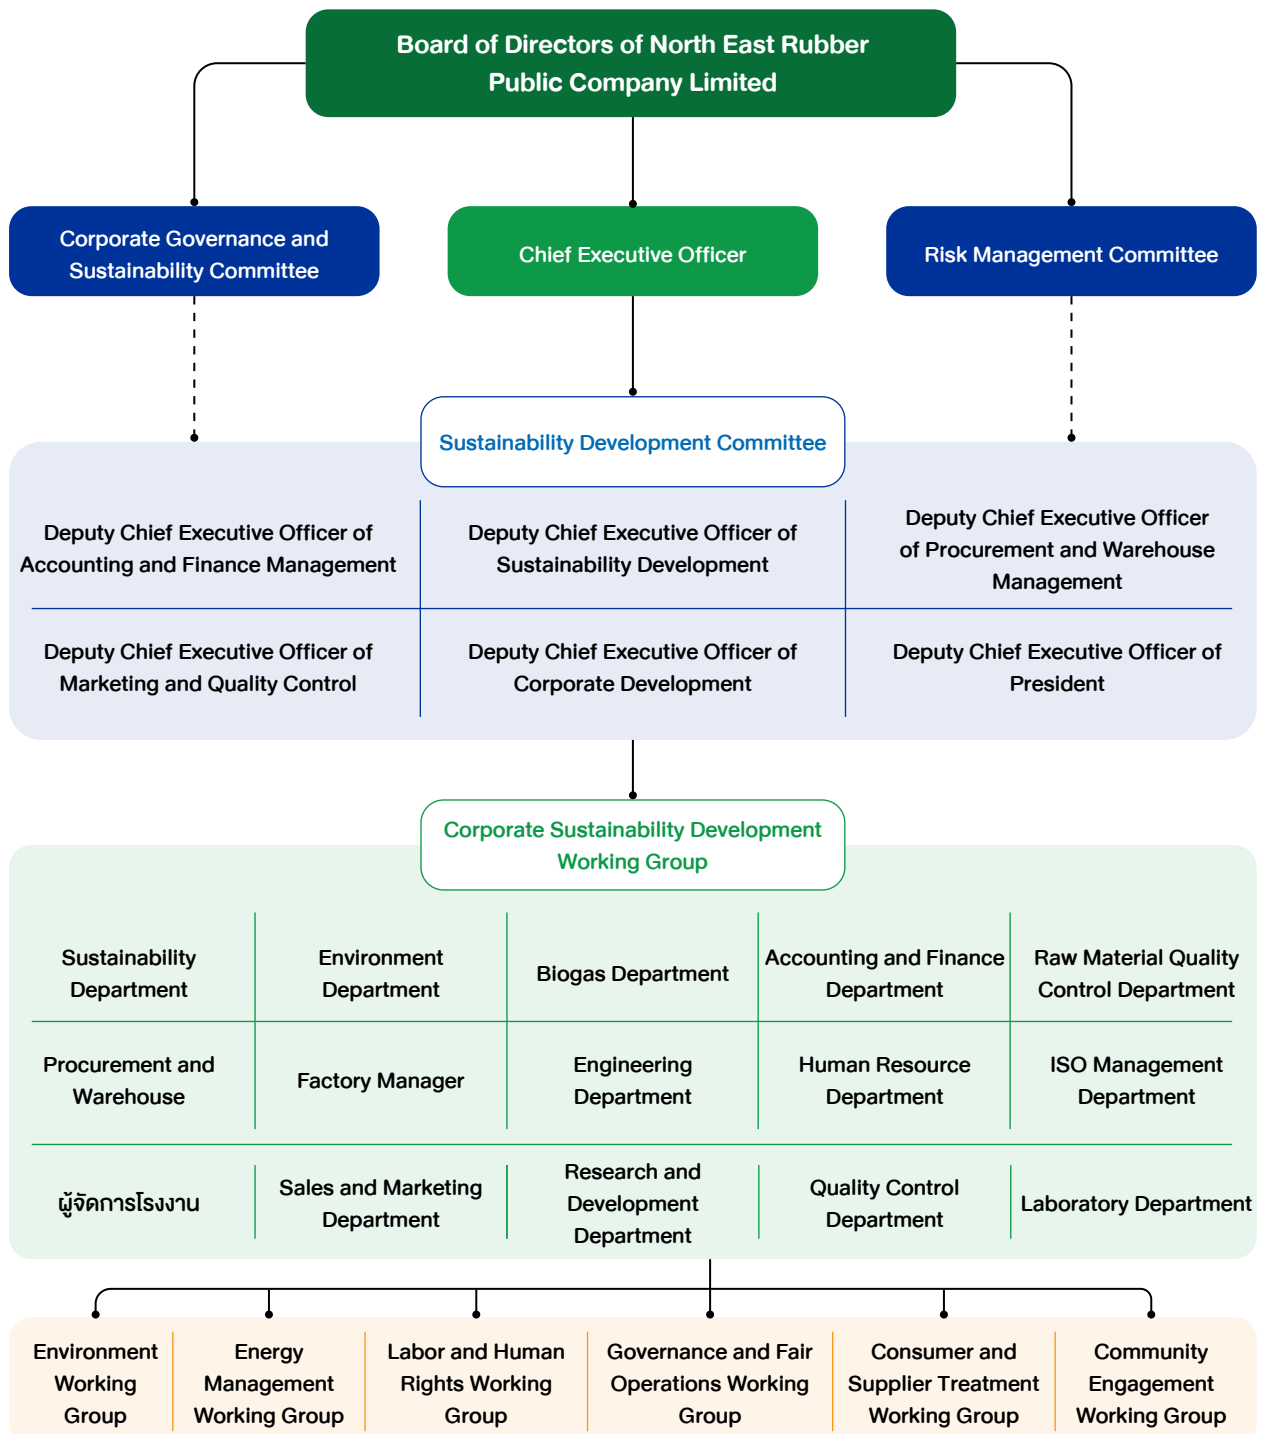 Board of Directors of North East Rubber
Public Company Limited
Corporate Governance and
Sustainability Committee
Chief Executive Officer
Risk Management Committee
Sustainability Development Committee
Deputy Chief Executive Officer of
Accounting and Finance Management
Deputy Chief Executive Officer of
Sustainability Development
Deputy Chief Executive Officer
of Procurement and Warehouse
Management
Deputy Chief Executive Officer of
Marketing and Quality Control
Deputy Chief Executive Officer of
Corporate Development
Deputy Chief Executive Officer of
President
Corporate Sustainability Development
Working Group
Sustainability
Department
Environment
Department
Biogas Department
Accounting and Finance
Department
Raw Material Quality
Control Department
Procurement and
Warehouse
Factory Manager
Engineering
Department
Human Resource
Department
ISO Management
Department
ผู้จัดการโรงงาน
Sales and Marketing
Department
Research and
Development
Department
Quality Control
Department
Laboratory Department
Environment
Working
Group
Energy
Management
Working Group
Labor and Human
Rights Working
Group
Governance and Fair
Operations Working
Group
Consumer and
Supplier Treatment
Working Group
Community
Engagement
Working Group